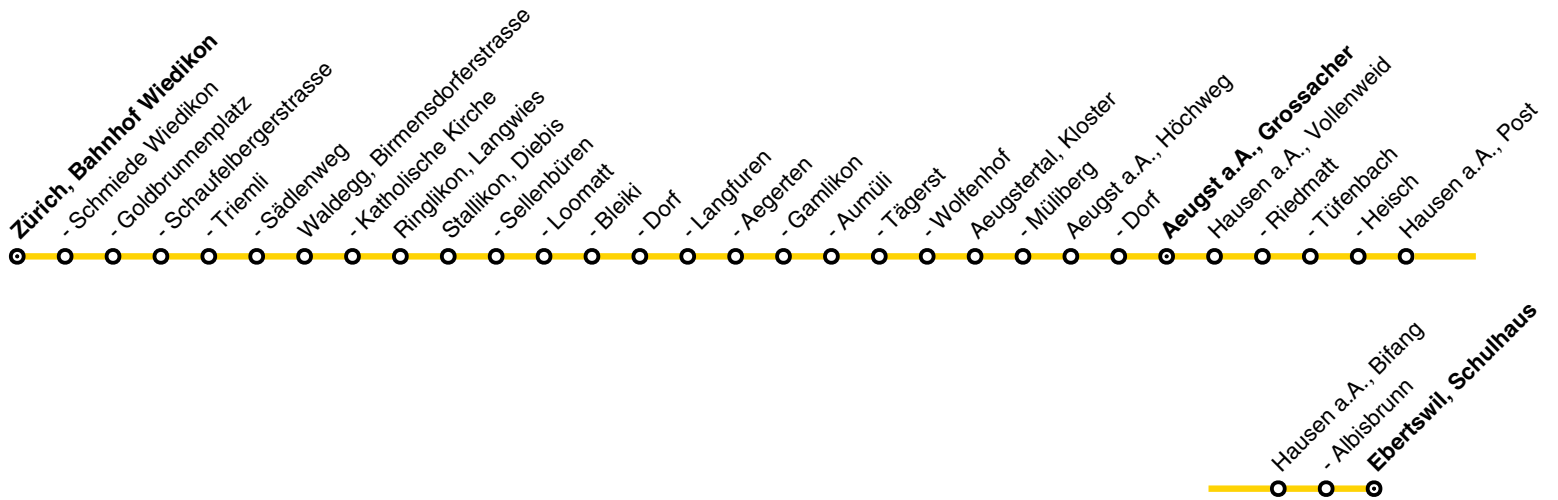 Zürich, Bahnhof Wiedikon
- Schmiede Wiedikon
- Goldbrunnenplatz
- Schaufelbergerstrasse
- Triemli
- Sädlenweg
Waldegg, Birmensdorferstrasse
- Katholische Kirche
Ringlikon, Langwies
Stallikon, Diebis
- Sellenbüren
- Loomatt
- Bleiki
- Dorf
- Langfuren
- Aegerten
- Gamlikon
- Aumüli
- Tägerst
- Wolfenhof
Aeugstertal, Kloster
- Müliberg
Aeugst a.A., Höchweg
- Dorf
Aeugst a.A., Grossacher
Hausen a.A., Vollenweid
- Riedmatt
- Tüfenbach
- Heisch
Hausen a.A., Post
Hausen a.A., Bifang
- Albisbrunn
Ebertswil, Schulhaus